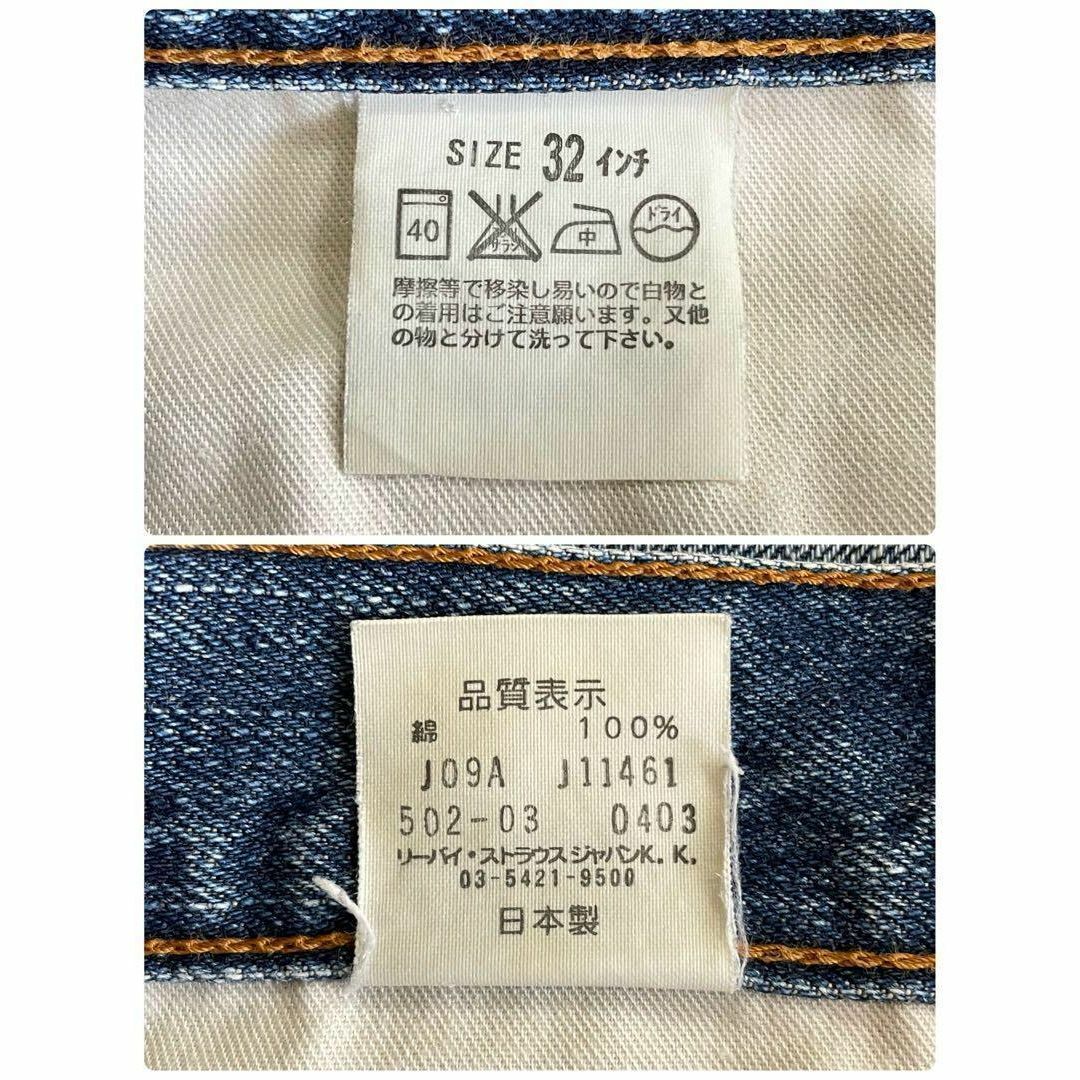 SIZE 32 インチ
40 サラシ 中 ドライ
摩擦等で移染し易いので白物と
の着用はご注意願います。又他
の物と分けて洗って下さい。
品質表示
綿 100%
J09A J11461
502-03 0403
リーバイ・ストラウスジャパンK.K.
03-5421-9500
日本製